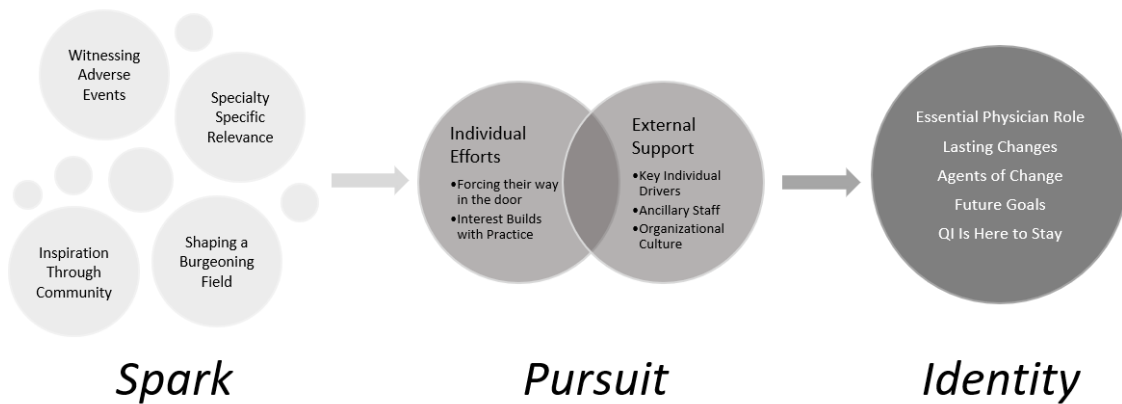 Witnessing
Adverse
Events
Specialty
Specific
Relevance
Inspiration
Through
Community
Shaping a
Burgeoning
Field
Individual
Efforts
•Forcing their way
in the door
•Interest Builds
with Practice
External
Support
•Key Individual
Drivers
•Ancillary Staff
•Organizational
Culture
Essential Physician Role
Lasting Changes
Agents of Change
Future Goals
QI Is Here to Stay
Spark
Pursuit
Identity